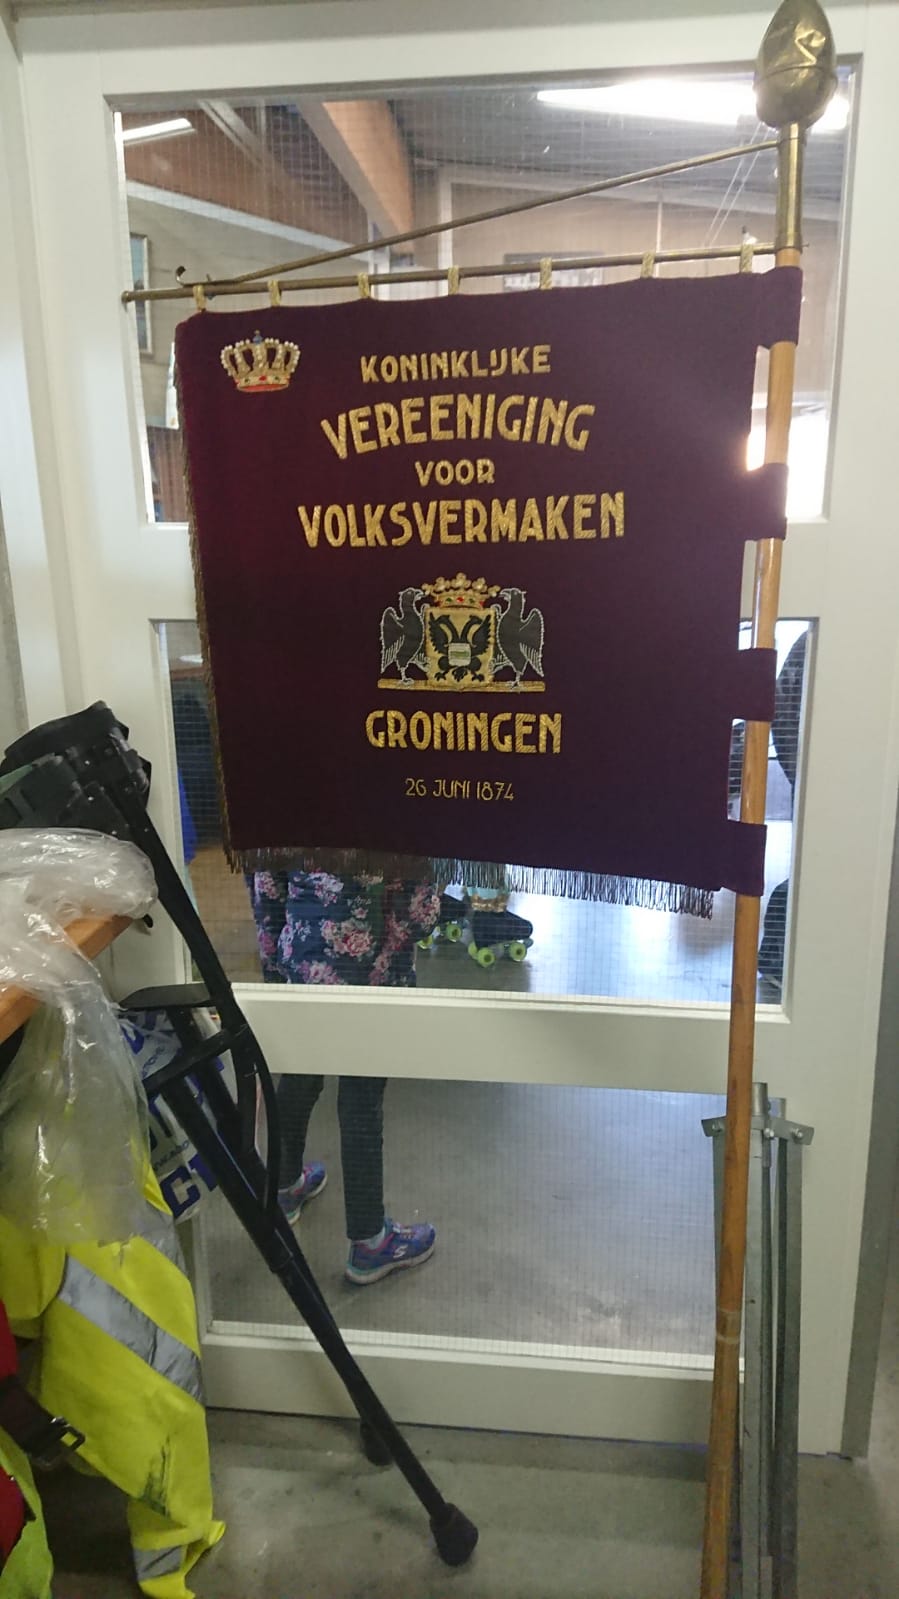 KONINKLIJKE
VEREENIGING
VOOR
VOLKSVERMAKEN
GRONINGEN
26 JUNI 1874